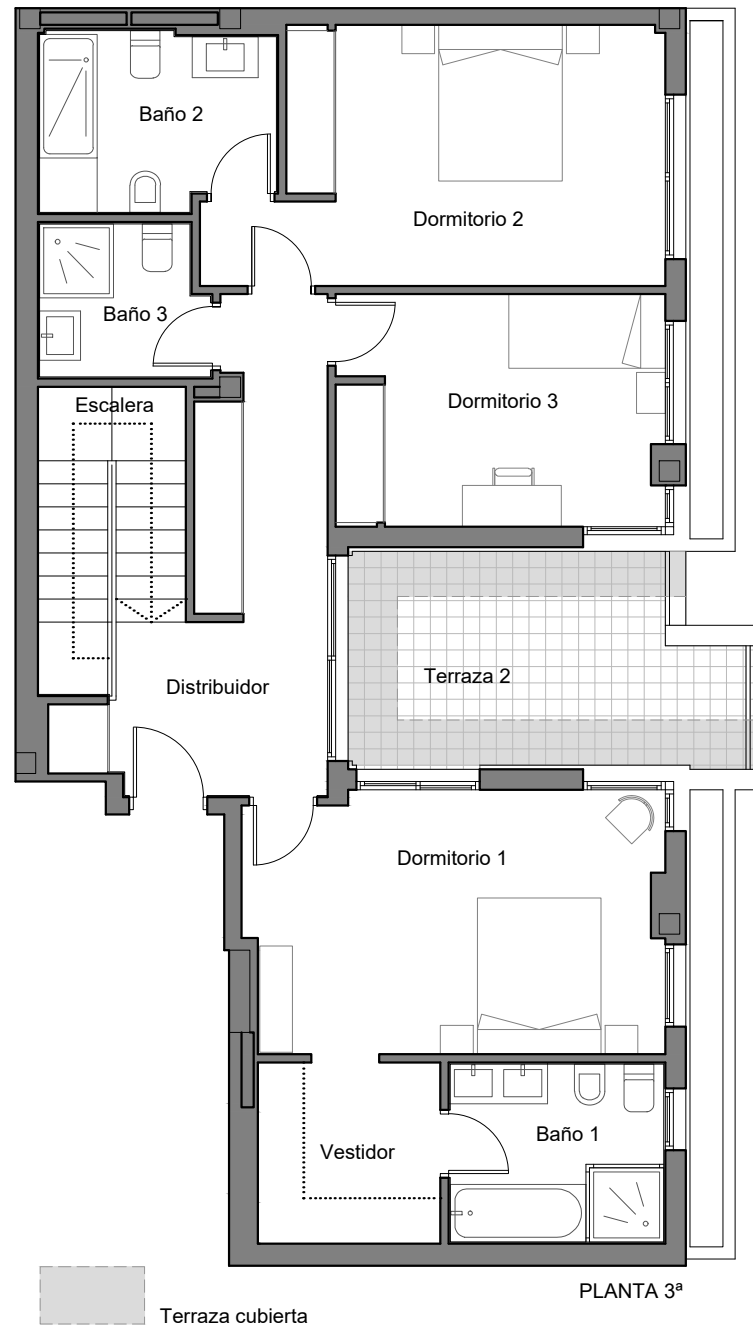 Baño 2
Dormitorio 2
Baño 3
Escalera
Dormitorio 3
Terraza 2
Distribuidor
Dormitorio 1
Baño 1
Vestidor
PLANTA 3ª
Terraza cubierta